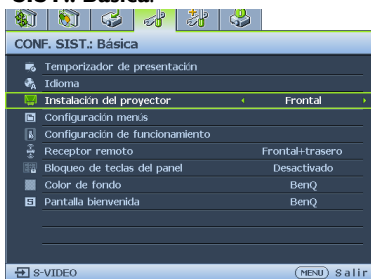 CONF. SIST.: Básica
Temporizador de presentación
Idioma
Instalación del proyector Frontal
Configuración menús
Configuración de funcionamiento
Receptor remoto Frontal+trasero
Bloqueo de teclas del panel Desactivado
Color de fondo BenQ
Pantalla bienvenida BenQ
S-VIDEO MENU Salir